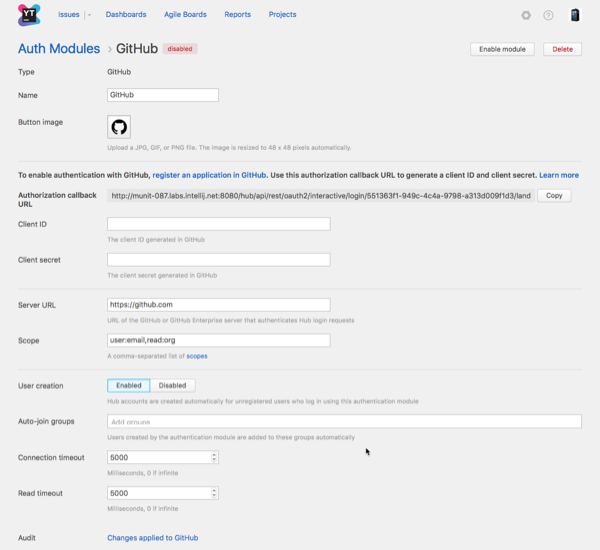 YT
Issues
Dashboards
Agile Boards
Reports
Projects
Auth Modules › GitHub disabled
Enable module
Delete
Type GitHub
Name GitHub
Button image
Upload a JPG, GIF, or PNG file. The image is resized to 48 x 48 pixels automatically.
To enable authentication with GitHub, register an application in GitHub. Use this authorization callback URL to generate a client ID and client secret. Learn more
Authorization callback URL
http://munit-087.labs.intellij.net:8080/hub/api/rest/oauth2/interactive/login/551363f1-949c-4c4a-9798-a313d009f1d3/land
Copy
Client ID
The client ID generated in GitHub
Client secret
The client secret generated in GitHub
Server URL https://github.com
URL of the GitHub or GitHub Enterprise server that authenticates Hub login requests
Scope user:email,read:org
A comma-separated list of scopes
User creation Enabled Disabled
Hub accounts are created automatically for unregistered users who log in using this authentication module
Auto-join groups Add groups
Users created by the authentication module are added to these groups automatically
Connection timeout 5000
Milliseconds, 0 if infinite
Read timeout 5000
Milliseconds, 0 if infinite
Audit Changes applied to GitHub